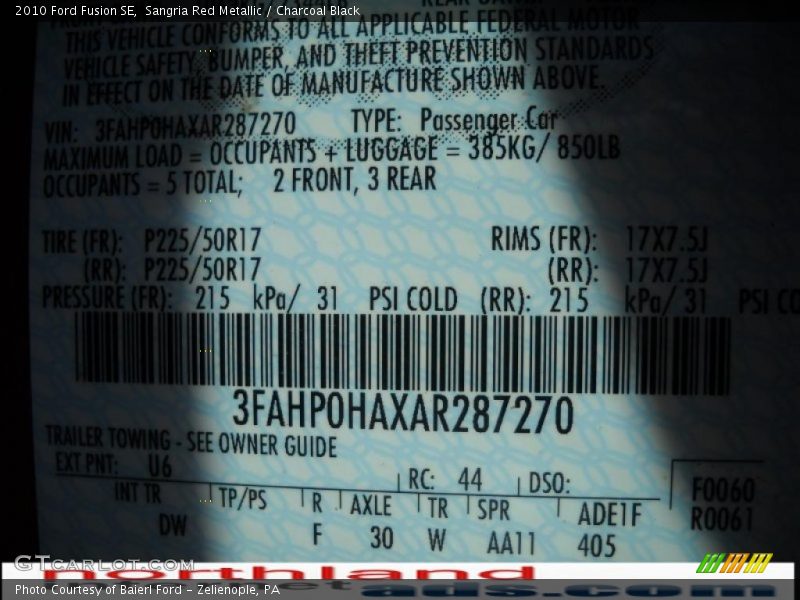 2010 Ford Fusion SE, Sangria Red Metallic / Charcoal Black
THIS VEHICLE CONFORMS TO ALL APPLICABLE FEDERAL MOTOR
VEHICLE SAFETY, BUMPER, AND THEFT PREVENTION STANDARDS
IN EFFECT ON THE DATE OF MANUFACTURE SHOWN ABOVE.
VIN: 3FAHP0HAXAR287270 TYPE: Passenger Car
MAXIMUM LOAD = OCCUPANTS + LUGGAGE = 385KG/ 850LB
OCCUPANTS = 5 TOTAL; 2 FRONT, 3 REAR
TIRE (FR): P225/50R17 RIMS (FR): 17X7.5J
(RR): P225/50R17 (RR): 17X7.5J
PRESSURE (FR): 215 kPa/ 31 PSI COLD (RR): 215 kPa/ 31 PSI CO
3FAHP0HAXAR287270
TRAILER TOWING - SEE OWNER GUIDE
EXT PNT: U6 RC: 44 DSO: F0060
INT TR TP/PS R AXLE TR SPR ADE1F R0061
DW F 30 W AA11 405
GTCARLOT.COM
northland
ads.com
Photo Courtesy of Baierl Ford - Zelienople, PA